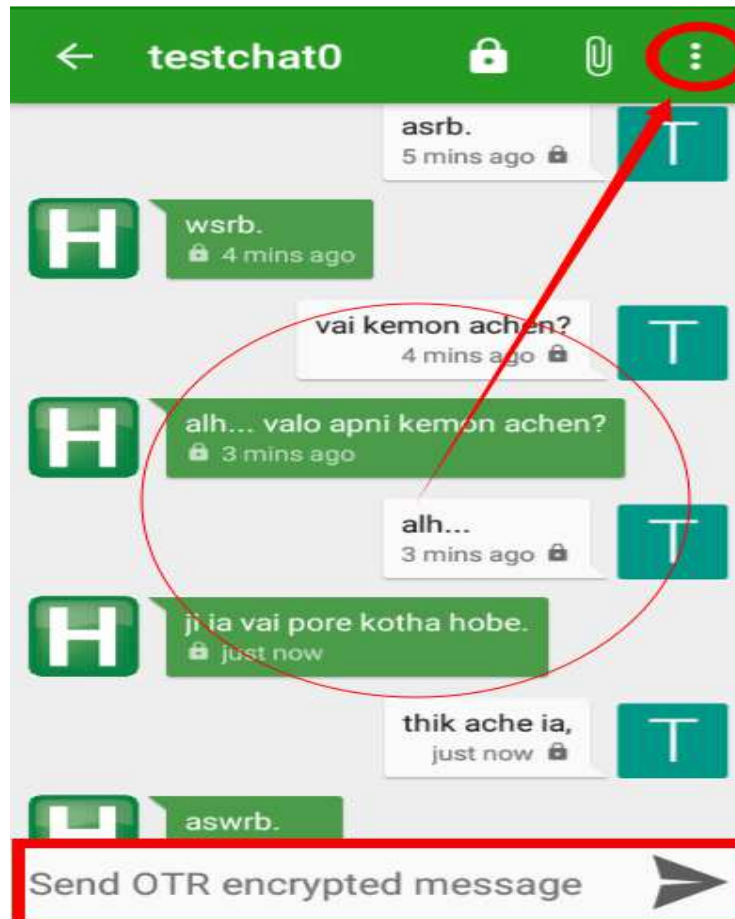 testchat0
asrb.
5 mins ago
T
H
wsrb.
4 mins ago
vai kemon achen?
4 mins ago
T
H
alh... valo apni kemon achen?
3 mins ago
alh...
3 mins ago
T
H
ji ia vai pore kotha hobe.
just now
thik ache ia,
just now
T
H
aswrb.
Send OTR encrypted message